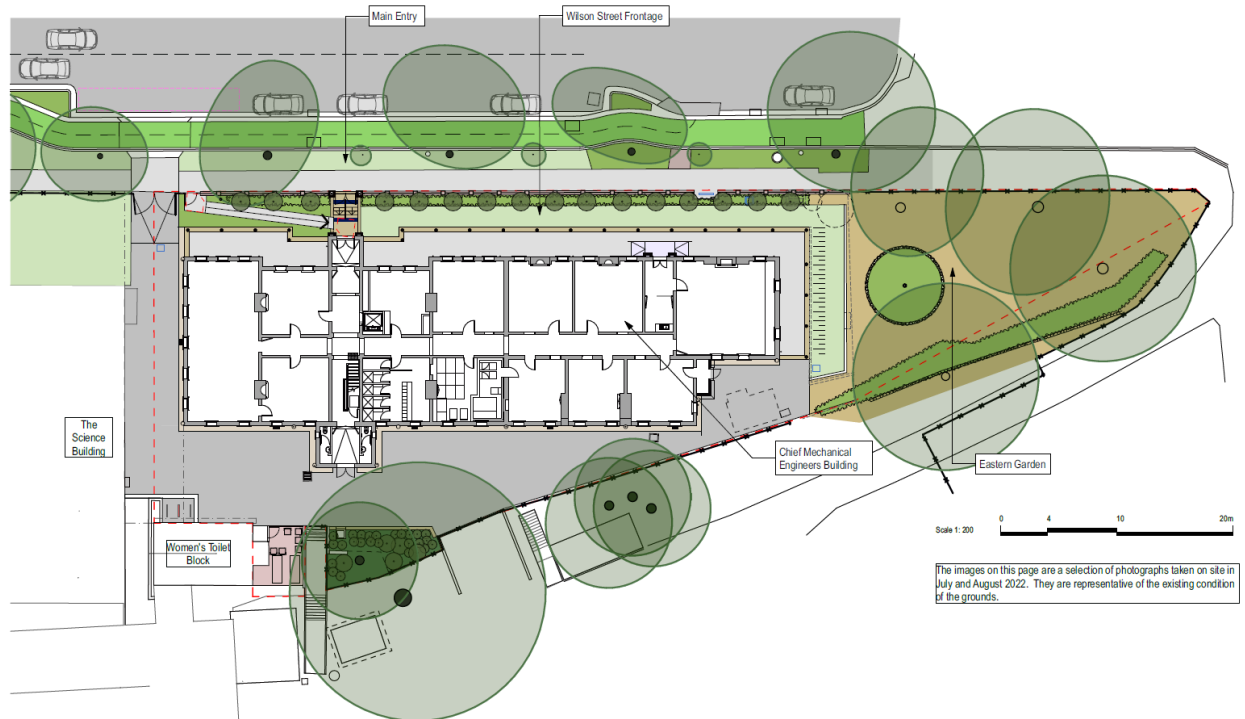 Main Entry
Wilson Street Frontage
The
Science
Building
Chief Mechanical
Engineers Building
Eastern Garden
Women's Toilet
Block
Scale 1: 200
0 4 10 20m
The images on this page are a selection of photographs taken on site in
July and August 2022. They are representative of the existing condition
of the grounds.